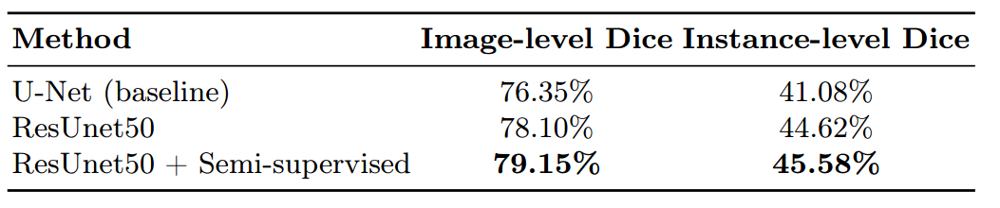 Method Image-level Dice Instance-level Dice
U-Net (baseline) 76.35% 41.08%
ResUnet50 78.10% 44.62%
ResUnet50 + Semi-supervised 79.15% 45.58%